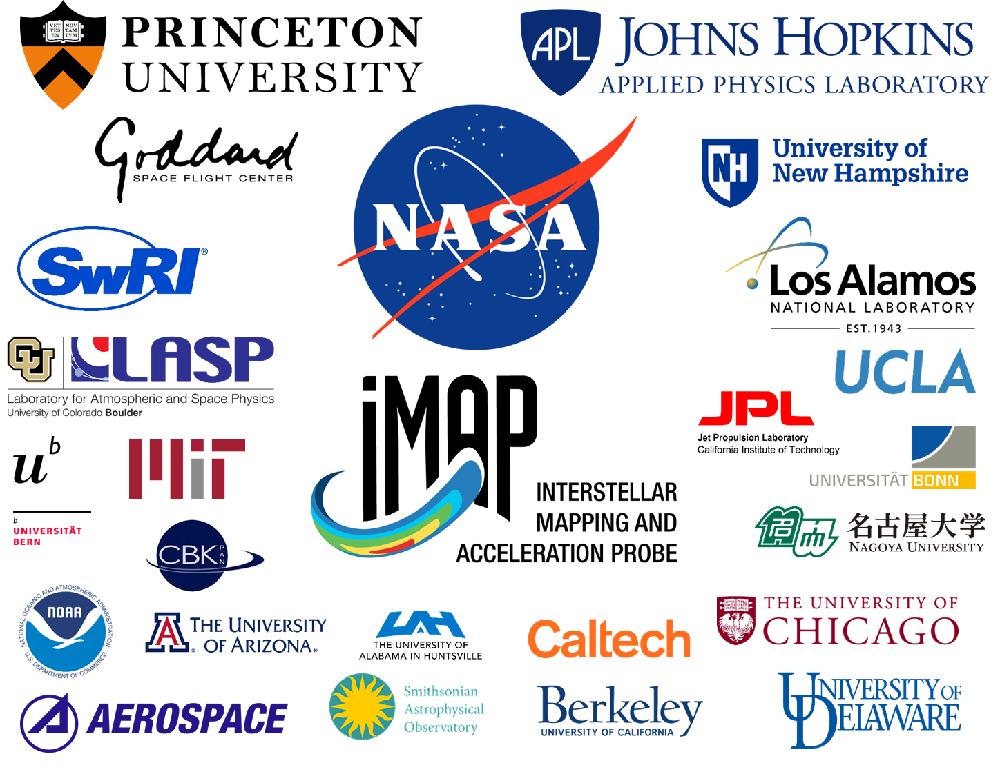 VET
TES
EN
NOV
TAM
TVM
PRINCETON
UNIVERSITY
APL
JOHNS HOPKINS
APPLIED PHYSICS LABORATORY
Goddard
SPACE FLIGHT CENTER
NASA
NH
University of
New Hampshire
SwRI®
Los Alamos
NATIONAL LABORATORY
EST.1943
CU
LASP
Laboratory for Atmospheric and Space Physics
University of Colorado Boulder
UCLA
JPL
Jet Propulsion Laboratory
California Institute of Technology
iMAP
INTERSTELLAR
MAPPING AND
ACCELERATION PROBE
u b
b
UNIVERSITÄT
BERN
MiT
UNIVERSITÄT BONN
CBK
PAN
名大
名古屋大学
NAGOYA UNIVERSITY
NATIONAL OCEANIC AND ATMOSPHERIC ADMINISTRATION
NOAA
U.S. DEPARTMENT OF COMMERCE
A
THE UNIVERSITY
OF ARIZONA®
UAH
THE UNIVERSITY OF
ALABAMA IN HUNTSVILLE
Caltech
THE UNIVERSITY OF
CHICAGO
AEROSPACE
Smithsonian
Astrophysical
Observatory
Berkeley
UNIVERSITY OF CALIFORNIA
UNIVERSITY OF
DELAWARE